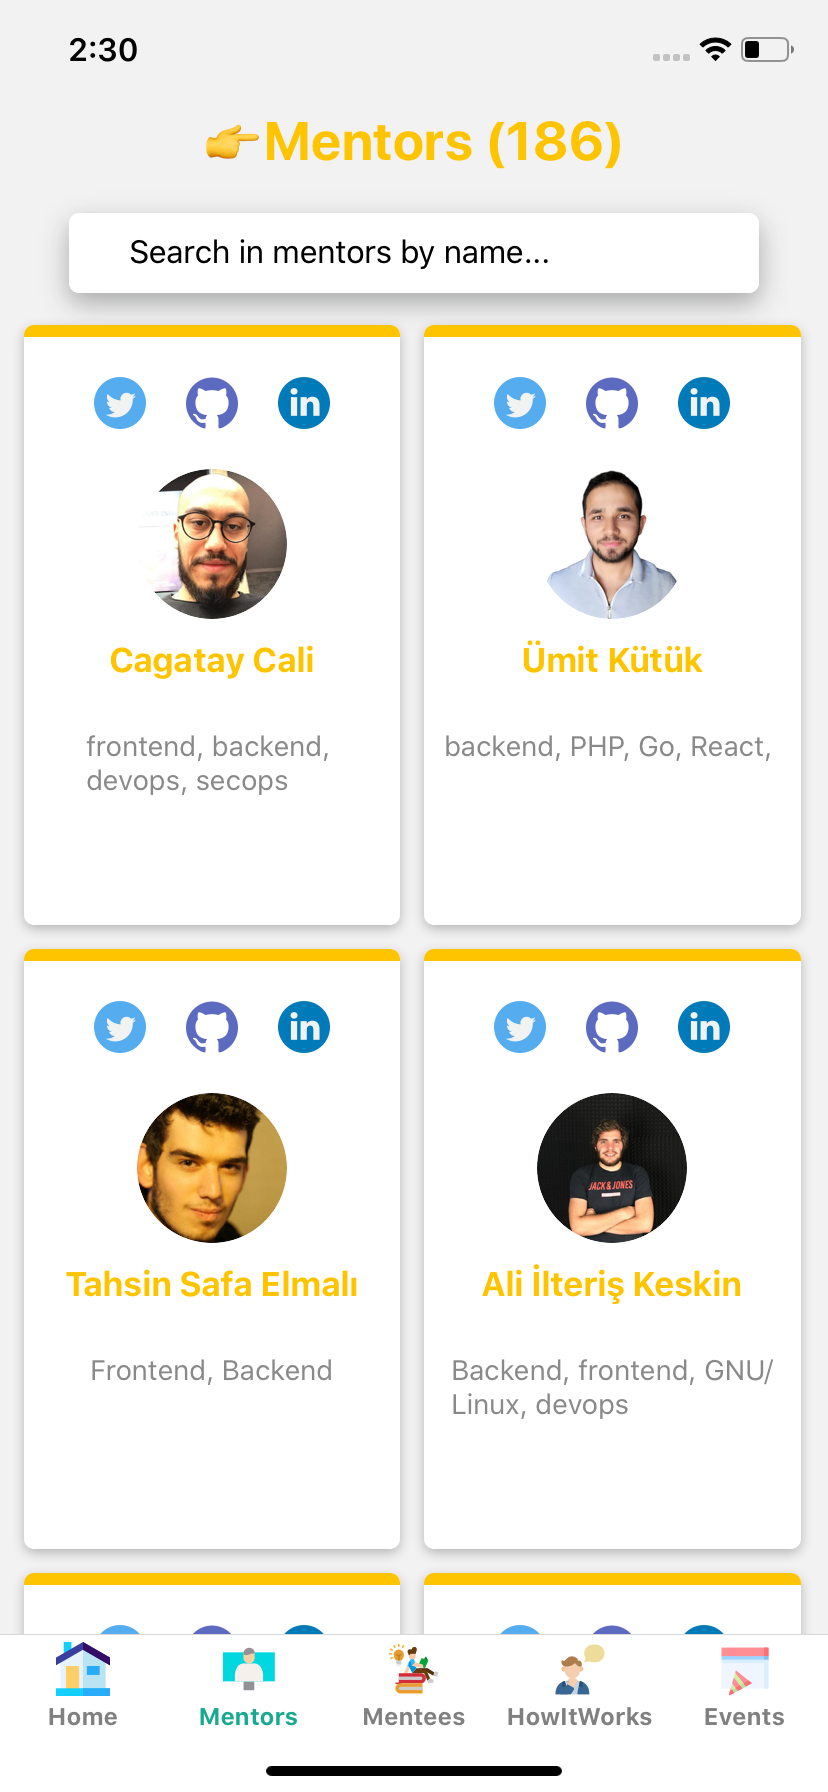 2:30
👉Mentors (186)
Search in mentors by name...
in
in
Cagatay Cali
frontend, backend,
devops, secops
Ümit Kütük
backend, PHP, Go, React,
in
in
JACK & JONES
Tahsin Safa Elmalı
Frontend, Backend
Ali İlteriş Keskin
Backend, frontend, GNU/
Linux, devops
Home
Mentors
Mentees
HowItWorks
Events